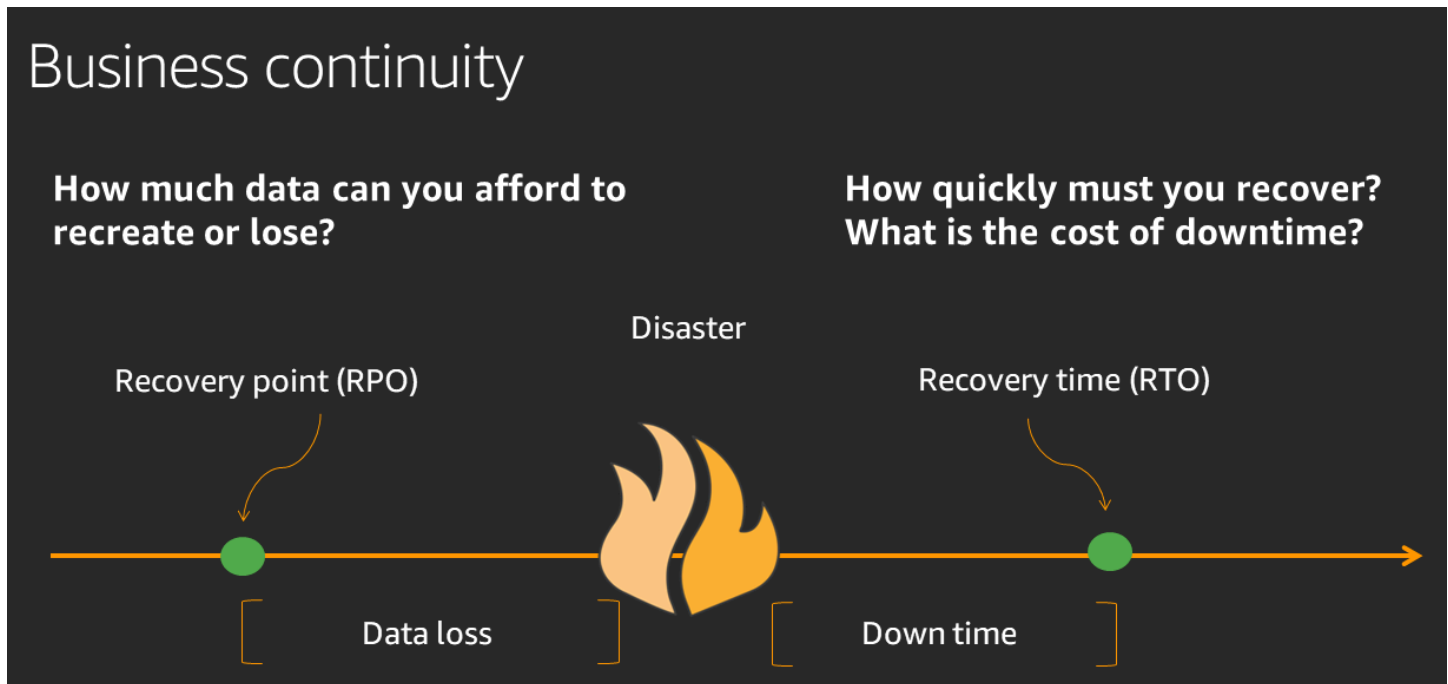 Business continuity
How much data can you afford to
recreate or lose?
How quickly must you recover?
What is the cost of downtime?
Disaster
Recovery point (RPO)
Recovery time (RTO)
Data loss
Down time